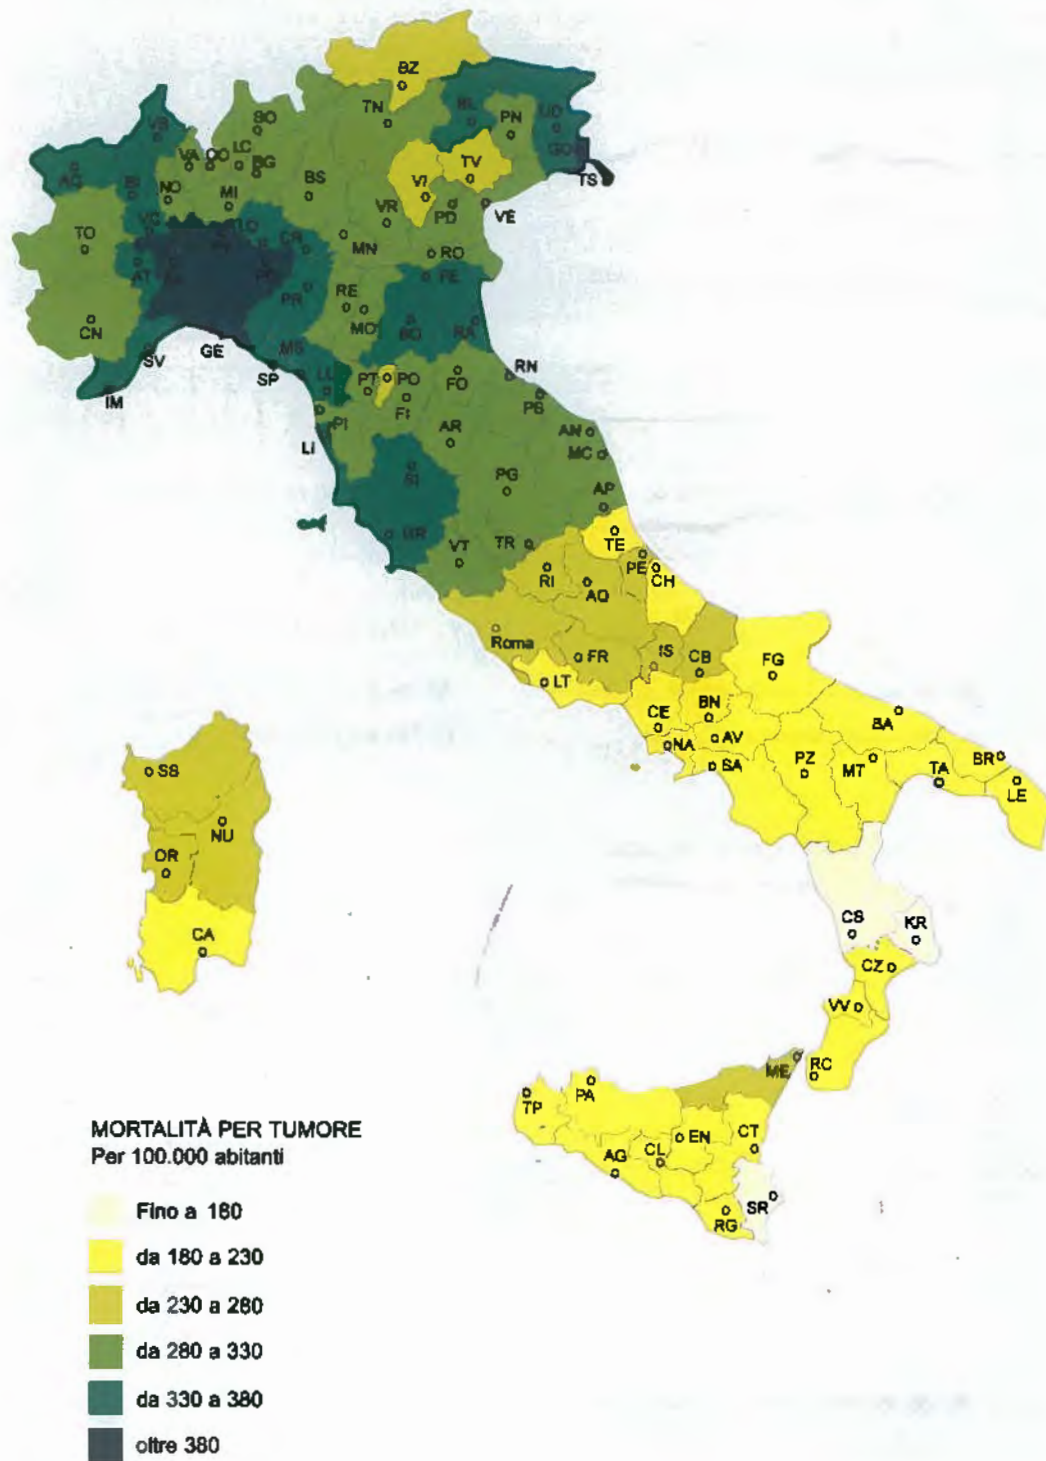 BZ
TN
BL
PN
UD
GO
TS
VB
SO
VA
CO
LC
BG
AO
BI
NO
MI
BS
VI
TV
VR
PD
VE
TO
VC
LO
CR
MN
RO
AT
PR
RE
MO
FE
BO
RA
CN
SV
GE
MS
SP
LU
PT
PO
FO
RN
IM
FI
PS
PI
AR
AN
MC
LI
SI
PG
AP
GR
VT
TR
TE
RI
PE
CH
AQ
Roma
FR
IS
CB
FG
LT
CE
BN
BA
NA
AV
SA
PZ
MT
TA
BR
LE
SS
NU
OR
CA
CS
KR
CZ
VV
RC
ME
TP
PA
EN
CT
AG
CL
SR
RG
MORTALITÀ PER TUMORE
Per 100.000 abitanti
Fino a 180
da 180 a 230
da 230 a 280
da 280 a 330
da 330 a 380
oltre 380